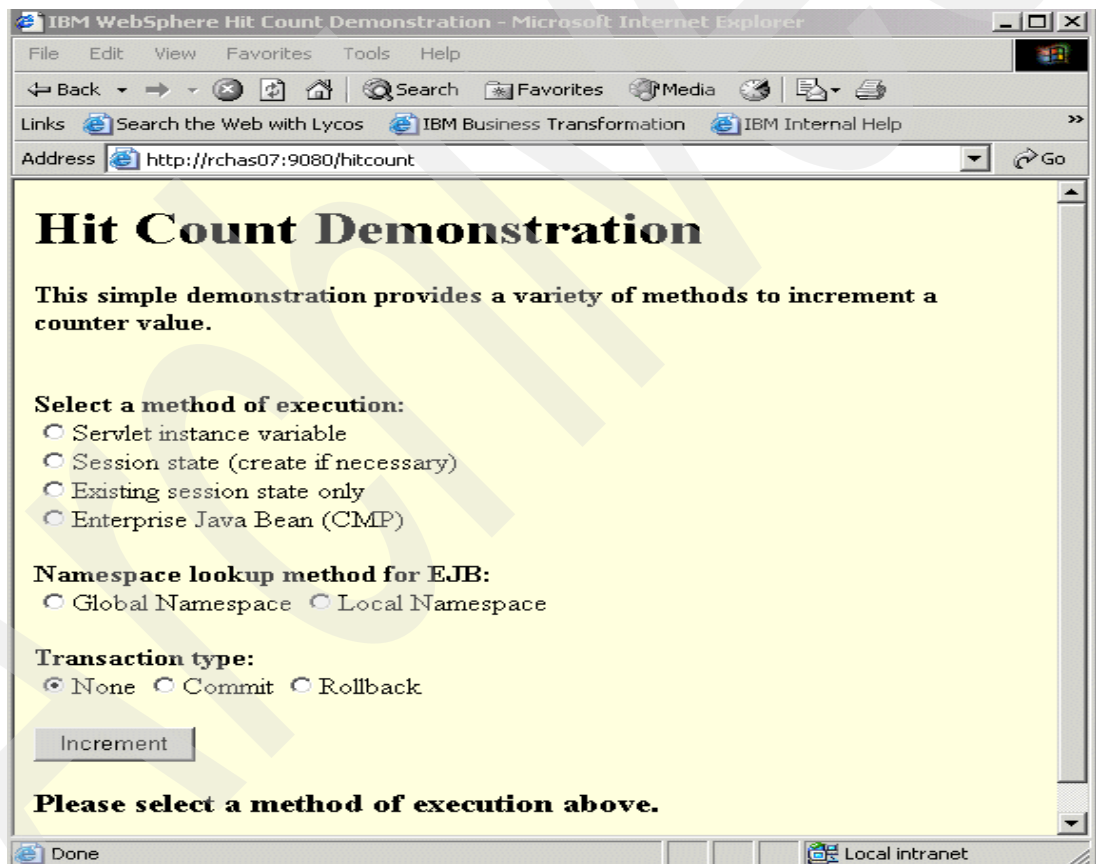 IBM WebSphere Hit Count Demonstration - Microsoft Internet Explorer
File Edit View Favorites Tools Help
Back Search Favorites Media
Links Search the Web with Lycos IBM Business Transformation IBM Internal Help »
Address http://rchas07:9080/hitcount Go
Hit Count Demonstration
This simple demonstration provides a variety of methods to increment a
counter value.
Select a method of execution:
Servlet instance variable
Session state (create if necessary)
Existing session state only
Enterprise Java Bean (CMP)
Namespace lookup method for EJB:
Global Namespace Local Namespace
Transaction type:
None Commit Rollback
Increment
Please select a method of execution above.
Done Local intranet